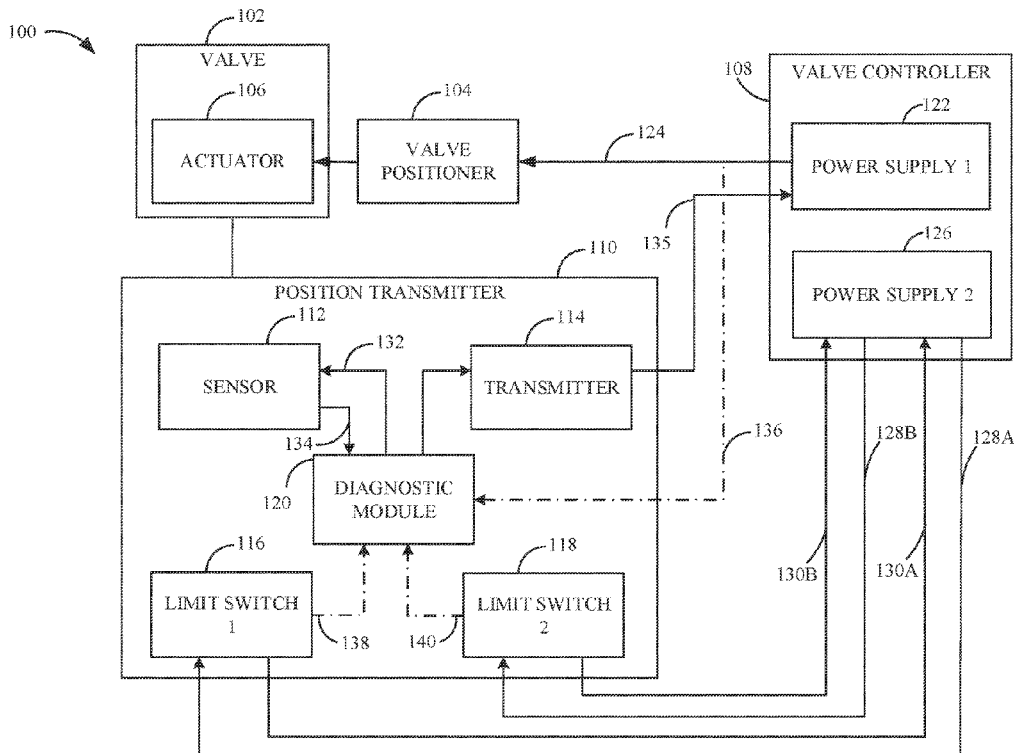 100
102
VALVE
106
ACTUATOR
104
VALVE
POSITIONER
124
108
VALVE CONTROLLER
122
POWER SUPPLY 1
126
POWER SUPPLY 2
135
110
POSITION TRANSMITTER
112
SENSOR
132
114
TRANSMITTER
134
120
DIAGNOSTIC
MODULE
136
128B
128A
116
LIMIT SWITCH
1
138
118
LIMIT SWITCH
2
140
130B
130A